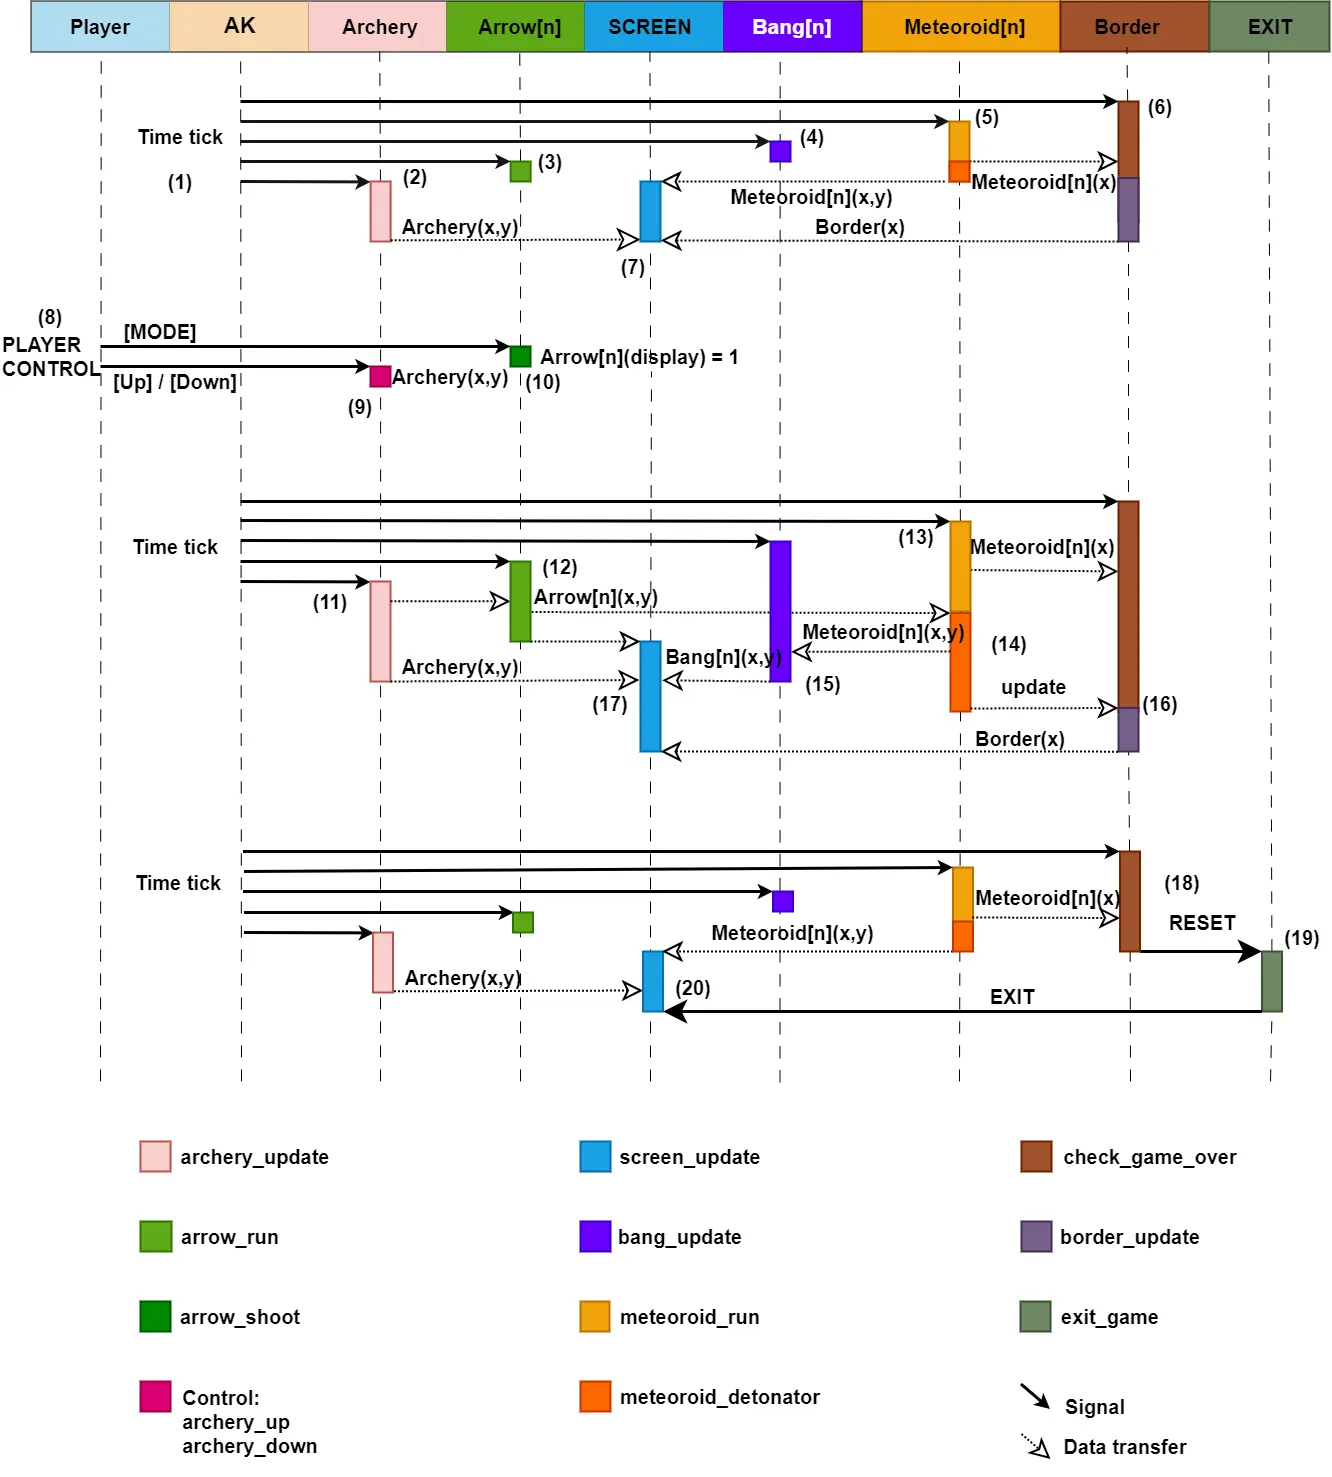 Player AK Archery Arrow[n] SCREEN Bang[n] Meteoroid[n] Border EXIT
(6)
(5)
Time tick
(4)
(3)
(1)
(2)
Meteoroid[n](x)
Meteoroid[n](x,y)
Archery(x,y)
Border(x)
(7)
(8)
[MODE]
PLAYER
CONTROL
Arrow[n](display) = 1
[Up] / [Down]
Archery(x,y)
(10)
(9)
Time tick
(13)
Meteoroid[n](x)
(12)
(11)
Arrow[n](x,y)
Meteoroid[n](x,y)
(14)
Bang[n](x,y)
Archery(x,y)
(15)
update
(17)
(16)
Border(x)
Time tick
(18)
Meteoroid[n](x)
RESET
Meteoroid[n](x,y)
(19)
Archery(x,y)
(20)
EXIT
archery_update
screen_update
check_game_over
arrow_run
bang_update
border_update
arrow_shoot
meteoroid_run
exit_game
Control:
archery_up
archery_down
meteoroid_detonator
Signal
Data transfer